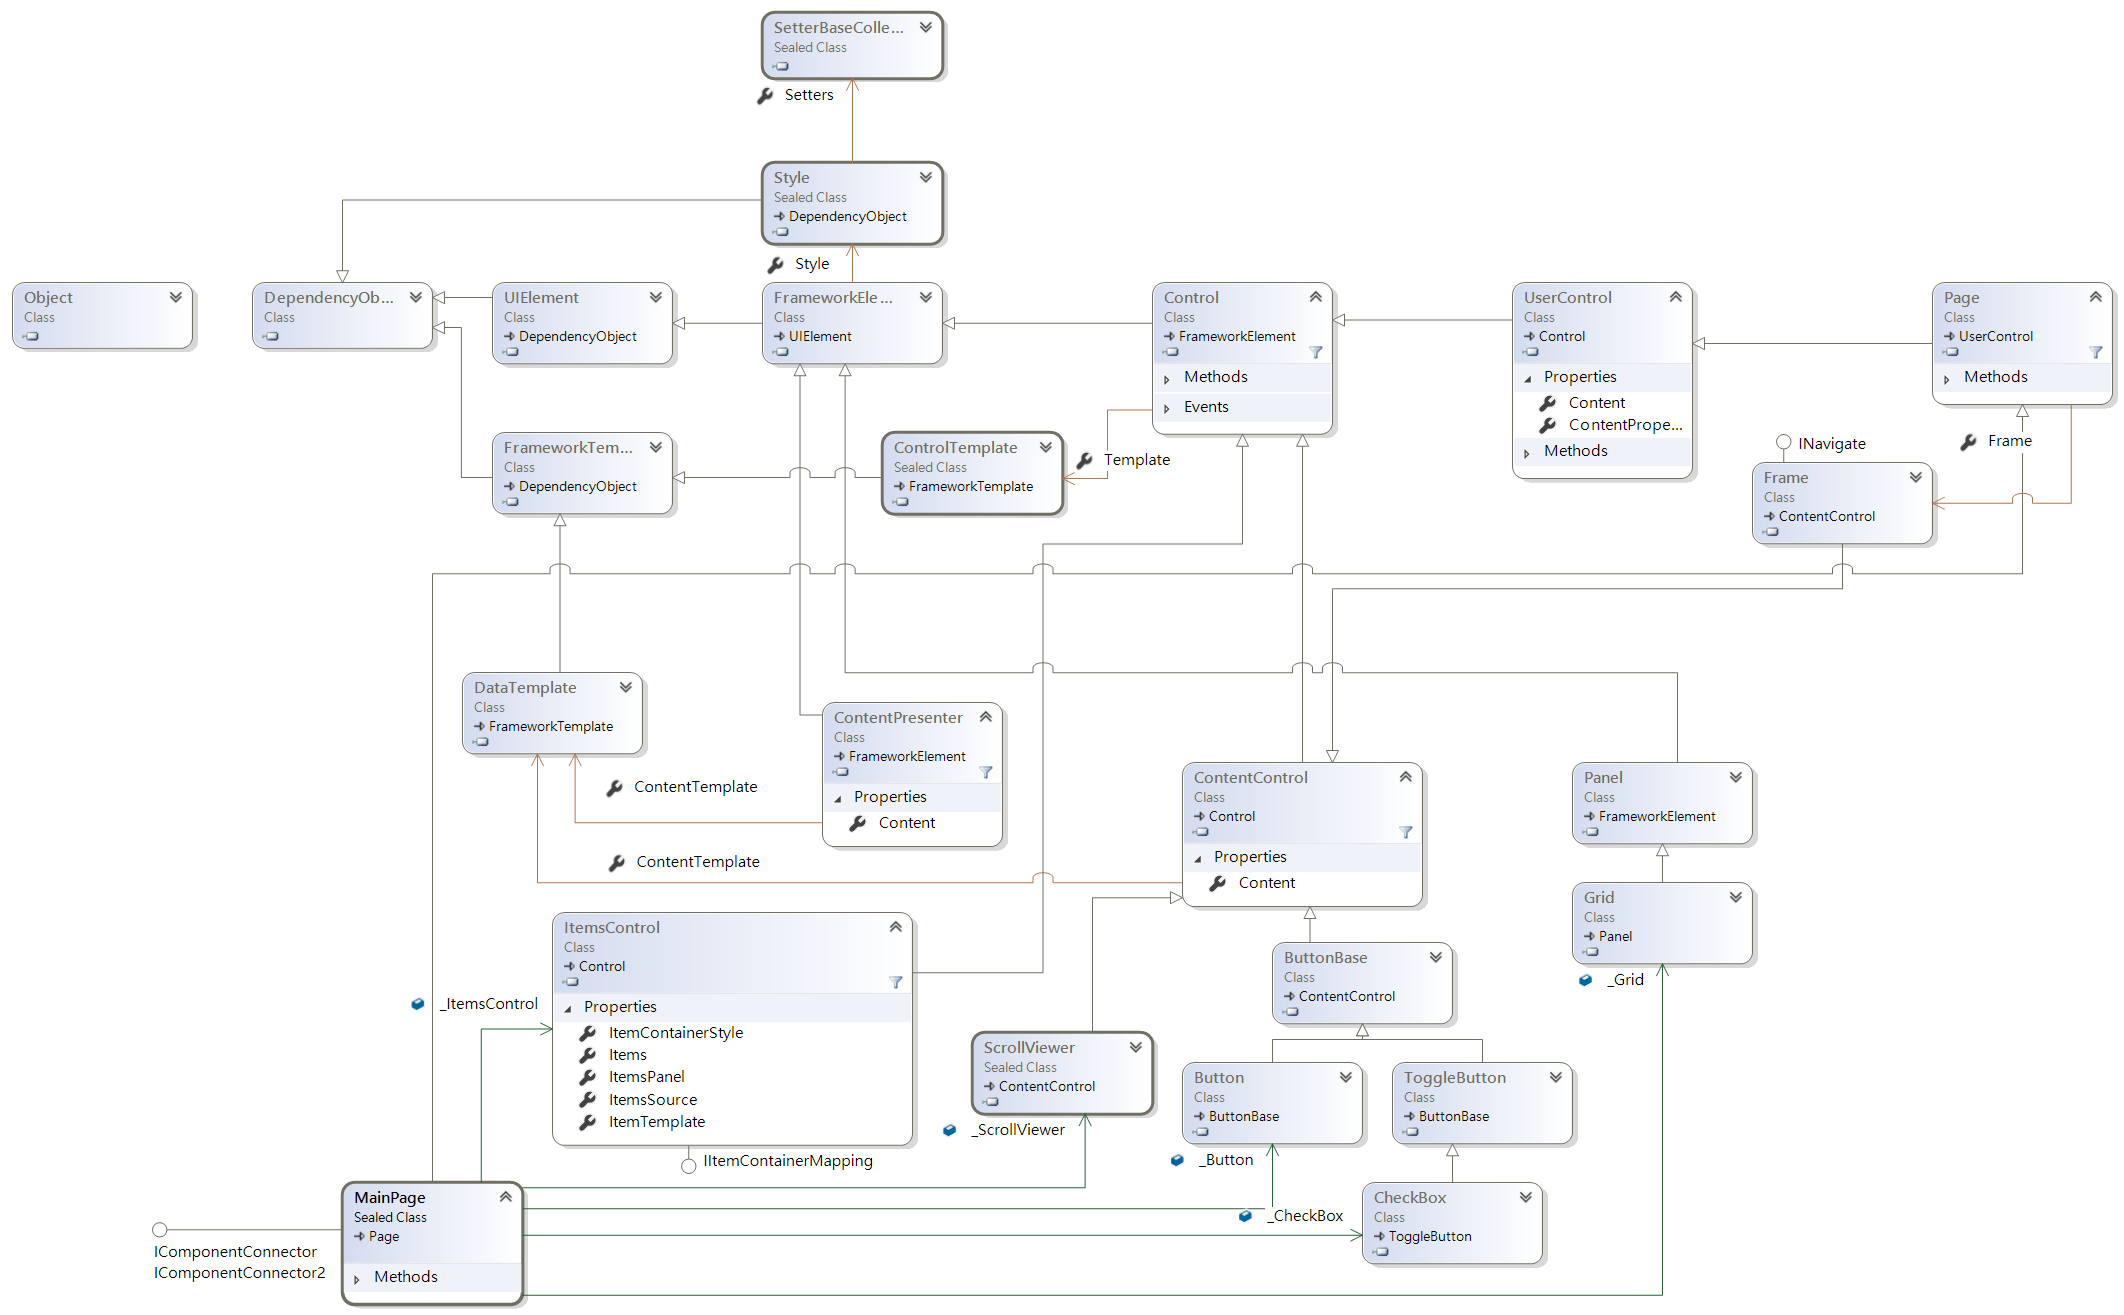 SetterBaseColle...
Sealed Class
Setters
Style
Sealed Class
DependencyObject
Style
Object
Class
DependencyOb...
Class
UIElement
Class
DependencyObject
FrameworkEle...
Class
UIElement
Control
Class
FrameworkElement
Methods
Events
UserControl
Class
Control
Properties
Content
ContentPrope...
Methods
Page
Class
UserControl
Methods
FrameworkTem...
Class
DependencyObject
ControlTemplate
Sealed Class
FrameworkTemplate
Template
INavigate
Frame
Frame
Class
ContentControl
DataTemplate
Class
FrameworkTemplate
ContentPresenter
Class
FrameworkElement
Properties
Content
ContentTemplate
ContentTemplate
ContentControl
Class
Control
Properties
Content
Panel
Class
FrameworkElement
Grid
Class
Panel
_Grid
ItemsControl
Class
Control
Properties
ItemContainerStyle
Items
ItemsPanel
ItemsSource
ItemTemplate
_ItemsControl
IItemContainerMapping
ButtonBase
Class
ContentControl
ScrollViewer
Sealed Class
ContentControl
_ScrollViewer
Button
Class
ButtonBase
_Button
ToggleButton
Class
ButtonBase
CheckBox
Class
ToggleButton
_CheckBox
MainPage
Sealed Class
Page
Methods
IComponentConnector
IComponentConnector2